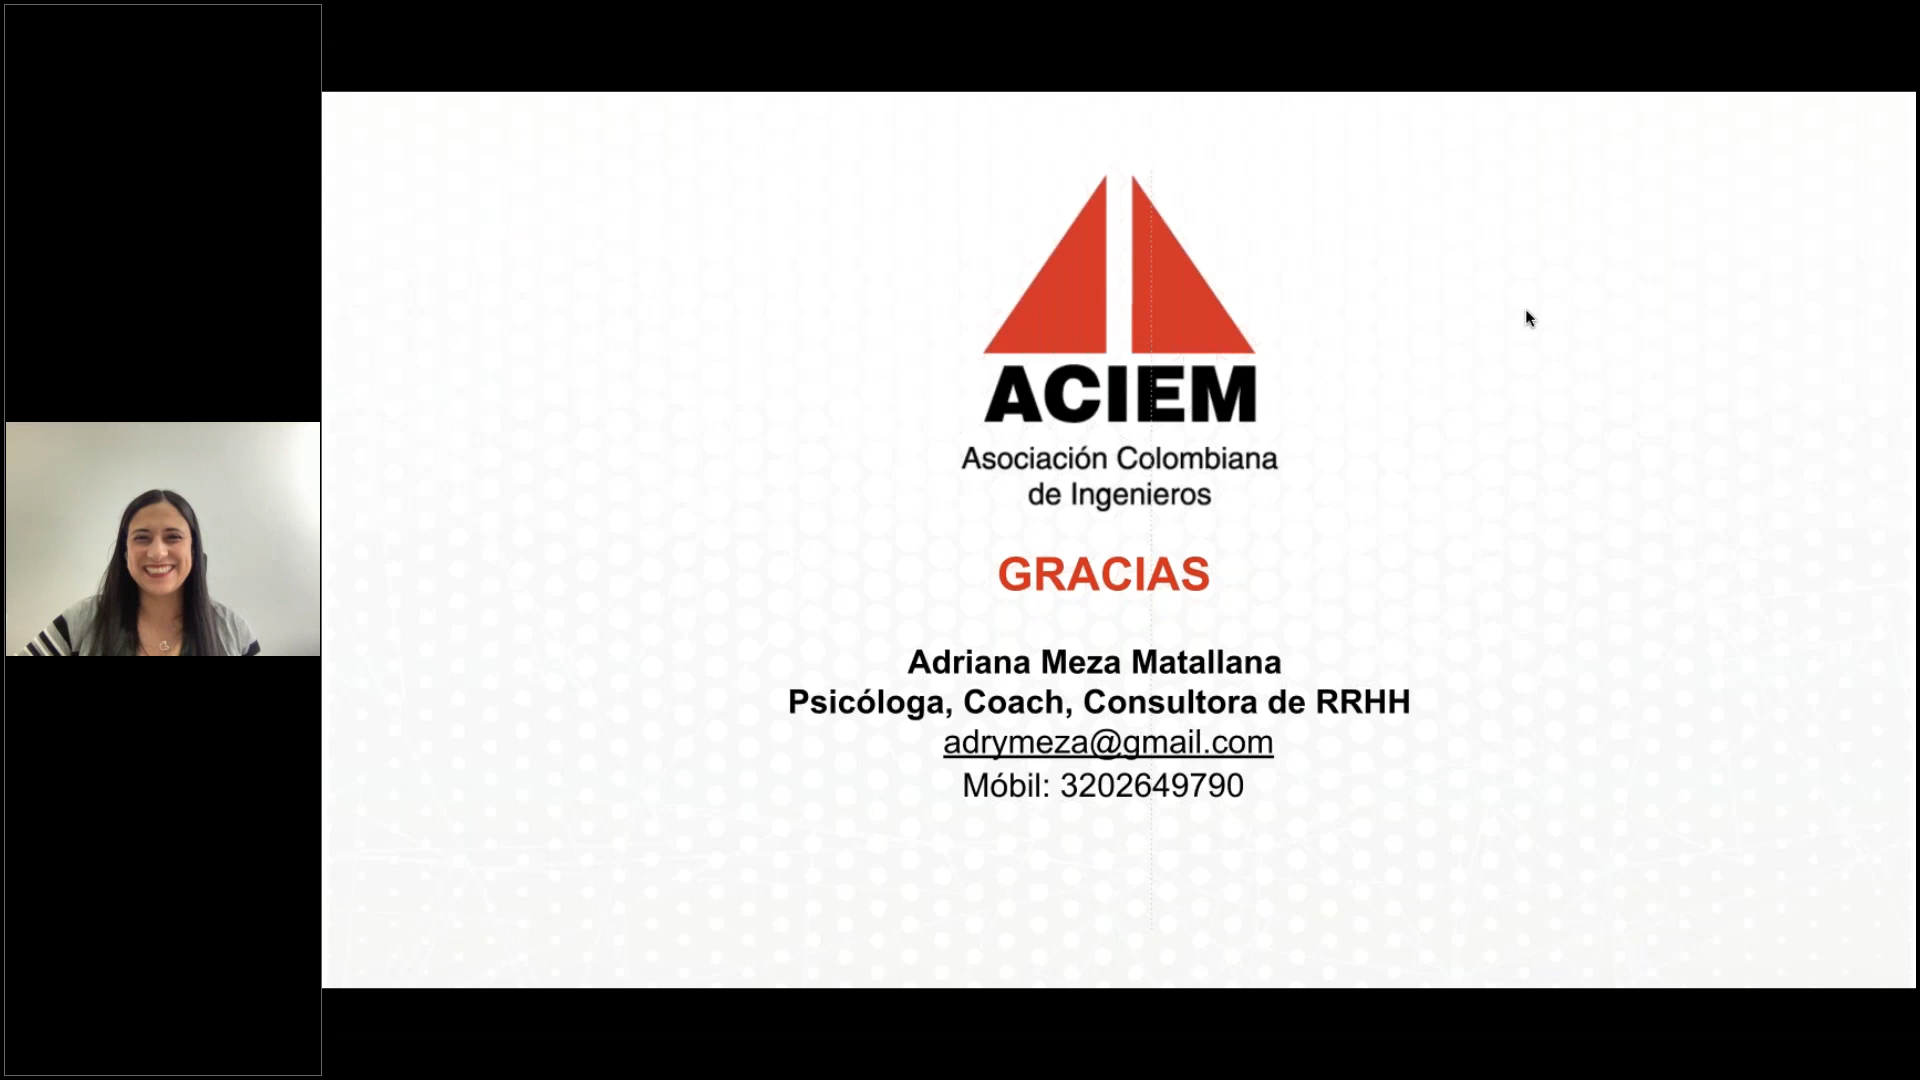 ACIEM
Asociación Colombiana
de Ingenieros
GRACIAS
Adriana Meza Matallana
Psicóloga, Coach, Consultora de RRHH
adrymeza@gmail.com
Móbil: 3202649790